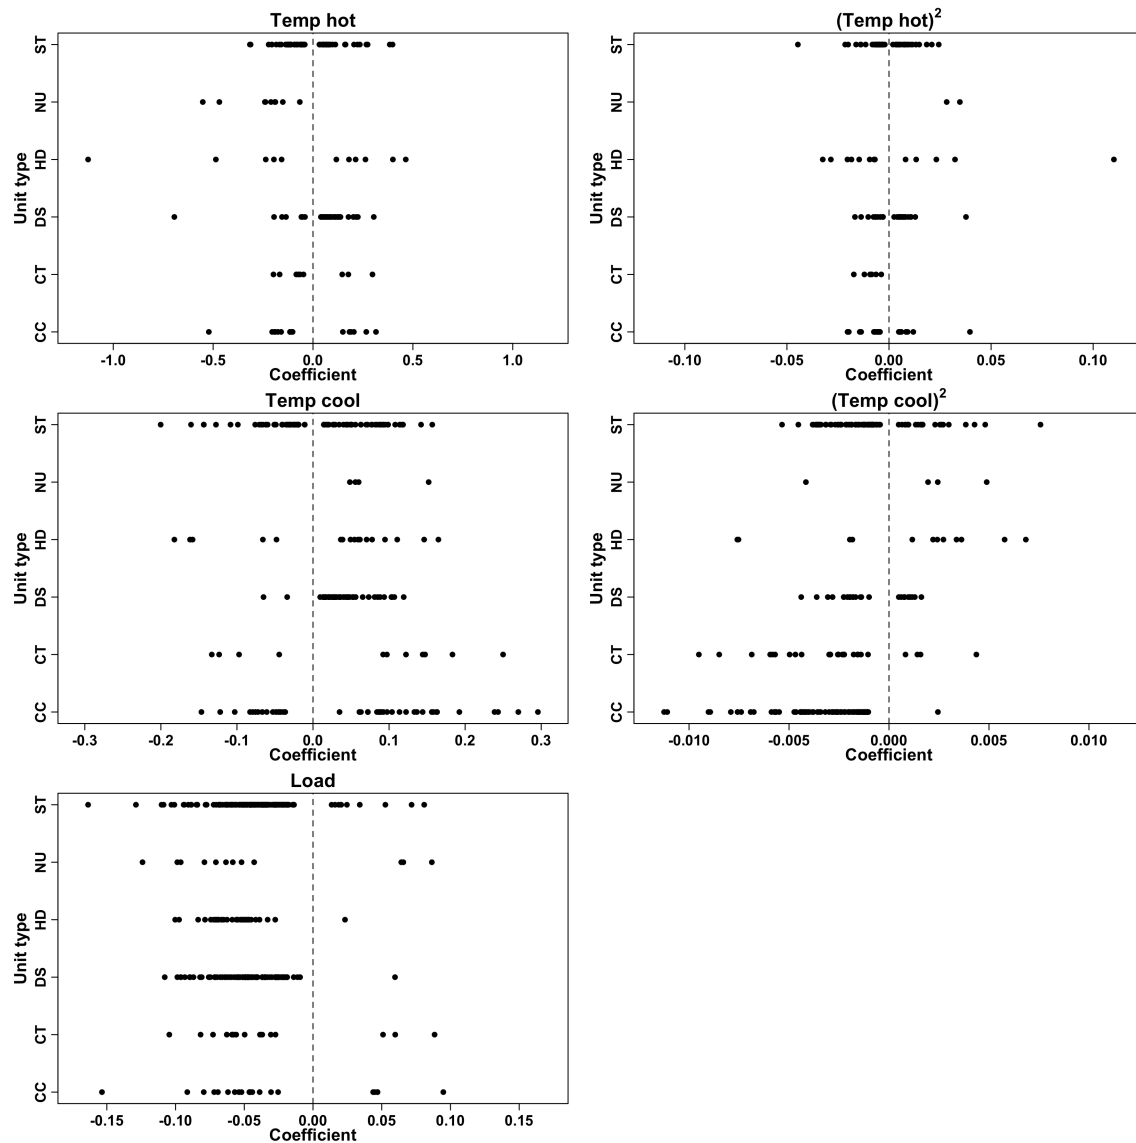 Temp hot
Unit type
ST
NU
HD
DS
CT
CC
-1.0 -0.5 0.0 0.5 1.0
Coefficient
(Temp hot)²
Unit type
ST
NU
HD
DS
CT
CC
-0.10 -0.05 0.00 0.05 0.10
Coefficient
Temp cool
Unit type
ST
NU
HD
DS
CT
CC
-0.3 -0.2 -0.1 0.0 0.1 0.2 0.3
Coefficient
(Temp cool)²
Unit type
ST
NU
HD
DS
CT
CC
-0.010 -0.005 0.000 0.005 0.010
Coefficient
Load
Unit type
ST
NU
HD
DS
CT
CC
-0.15 -0.10 -0.05 0.00 0.05 0.10 0.15
Coefficient